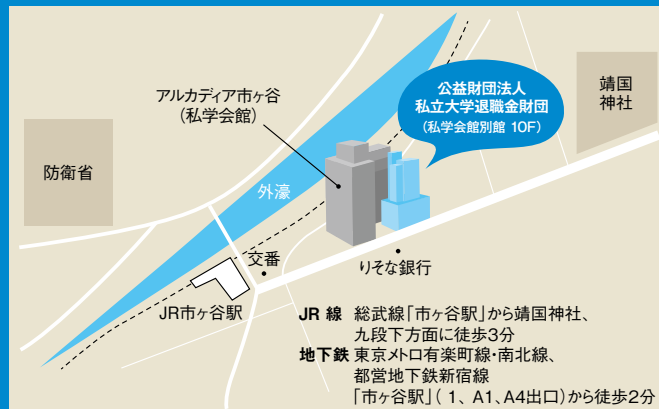 公益財団法人
私立大学退職金財団
（私学会館別館 10F）
靖国
神社
アルカディア市ヶ谷
（私学会館）
防衛省
外濠
交番
りそな銀行
JR市ヶ谷駅
JR 線 総武線「市ヶ谷駅」から靖国神社、
九段下方面に徒歩3分
地下鉄 東京メトロ有楽町線・南北線、
都営地下鉄新宿線
「市ヶ谷駅」（ 1、A1、A4出口）から徒歩2分